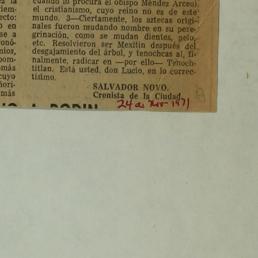 cuando lo procura el obispo Méndez Arceo).
el cristianismo, cuyo reino no es de este
mundo. 3—Ciertamente, los aztecas origi-
nales fueron mudando nombre en su pere-
grinación, como se mudan dientes, pelo,
etc. Resolvieron ser Mexitin después del
desgajamiento del árbol, y tenochcas al, fi-
nalmente, radicar en —por ello— Tenoch-
titlan. Está usted, don Lucio, en lo correc-
tísimo.
SALVADOR NOVO.
Cronista de la Ciudad.
24 de Nov-1971